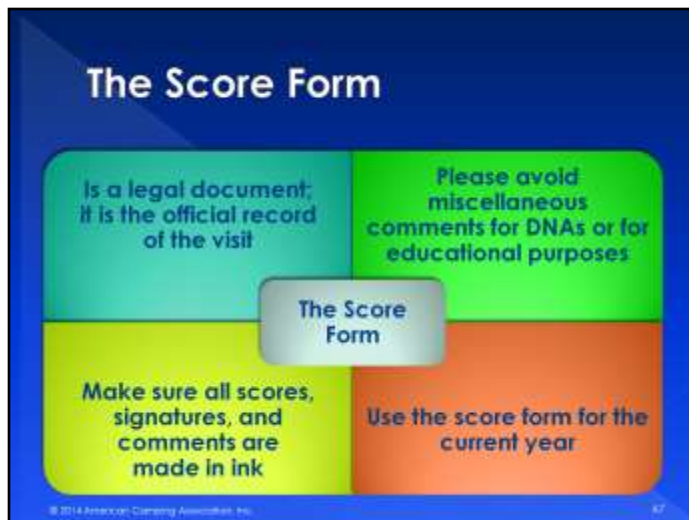 The Score Form
Is a legal document;
it is the official record
of the visit
Please avoid
miscellaneous
comments for DNAs or for
educational purposes
The Score
Form
Make sure all scores,
signatures, and
comments are
made in ink
Use the score form for the
current year
© 2014 American Camping Association, Inc.
67